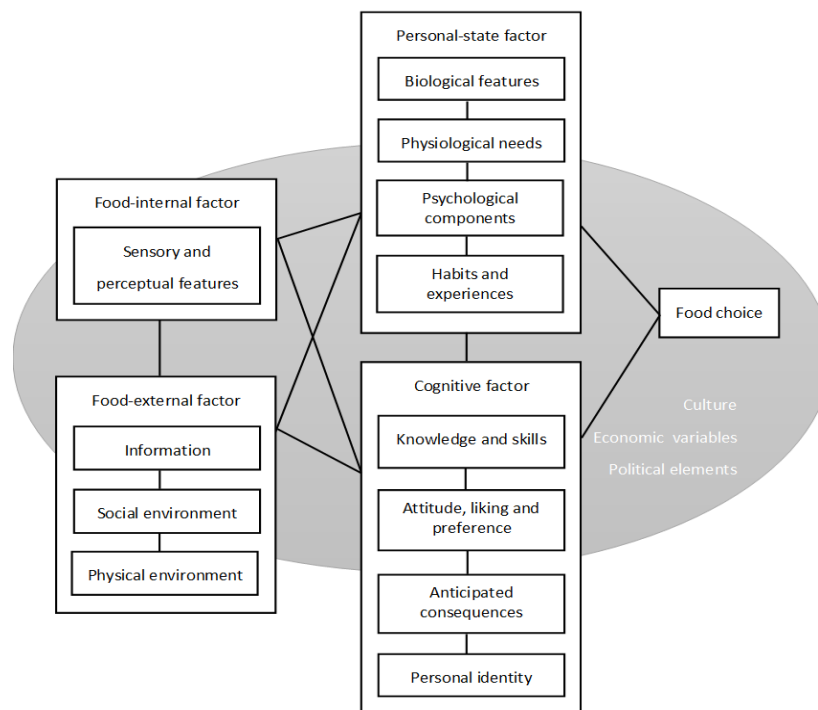 Personal-state factor
Biological features
Physiological needs
Psychological
components
Habits and
experiences
Food-internal factor
Sensory and
perceptual features
Food-external factor
Information
Social environment
Physical environment
Cognitive factor
Knowledge and skills
Attitude, liking and
preference
Anticipated
consequences
Personal identity
Food choice
Culture
Economic variables
Political elements